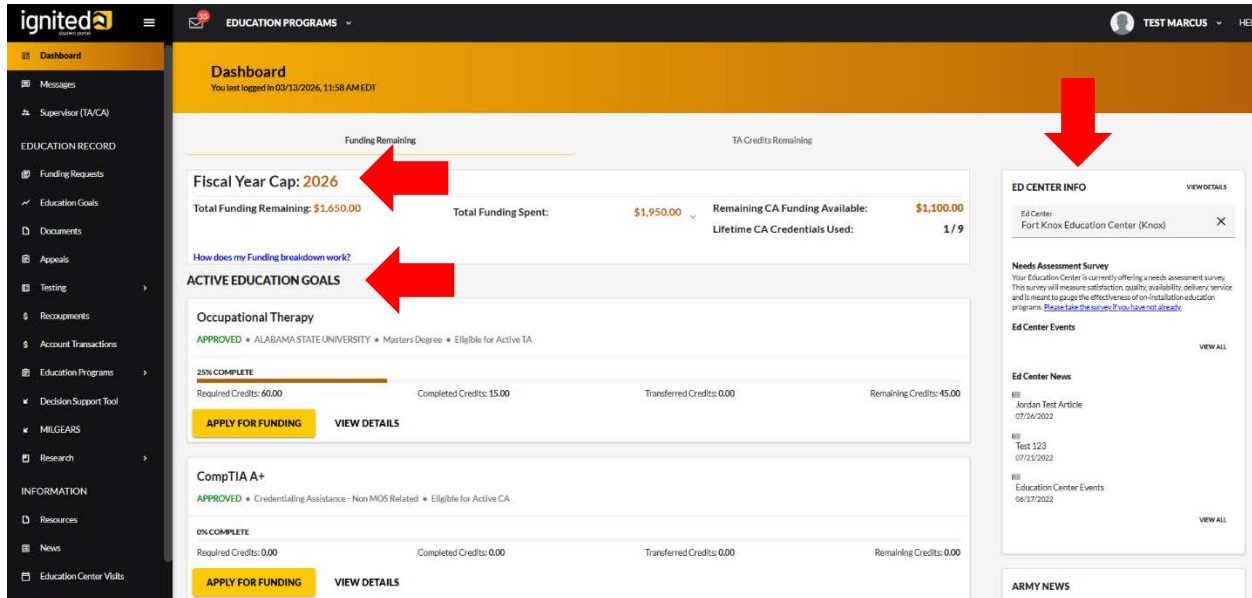 ignited
student portal
55
EDUCATION PROGRAMS
TEST MARCUS
Dashboard
Messages
Supervisor (TA/CA)
EDUCATION RECORD
Funding Requests
Education Goals
Documents
Appeals
Testing
Recoupments
Account Transactions
Education Programs
Decision Support Tool
MILGEARS
Research
INFORMATION
Resources
News
Education Center Visits
Dashboard
You last logged in 03/13/2026, 11:58 AM EDT
Funding Remaining
TA Credits Remaining
Fiscal Year Cap: 2026
Total Funding Remaining: $1,650.00
Total Funding Spent: $1,950.00
Remaining CA Funding Available: $1,100.00
Lifetime CA Credentials Used: 1 / 9
How does my Funding breakdown work?
ACTIVE EDUCATION GOALS
Occupational Therapy
APPROVED • ALABAMA STATE UNIVERSITY • Masters Degree • Eligible for Active TA
25% COMPLETE
Required Credits: 60.00 Completed Credits: 15.00 Transferred Credits: 0.00 Remaining Credits: 45.00
APPLY FOR FUNDING VIEW DETAILS
CompTIA A+
APPROVED • Credentialing Assistance - Non MOS Related • Eligible for Active CA
0% COMPLETE
Required Credits: 0.00 Completed Credits: 0.00 Transferred Credits: 0.00 Remaining Credits: 0.00
APPLY FOR FUNDING VIEW DETAILS
ED CENTER INFO VIEW DETAILS
Ed Center
Fort Knox Education Center (Knox)
Needs Assessment Survey
Your Education Center is currently offering a needs assessment survey.
This survey will measure satisfaction, quality, availability, delivery, service
and is meant to gauge the effectiveness of on-installation education
programs. Please take the survey if you have not already.
Ed Center Events
VIEW ALL
Ed Center News
Jordan Test Article
07/26/2022
Test 123
07/21/2022
Education Center Events
06/17/2022
VIEW ALL
ARMY NEWS